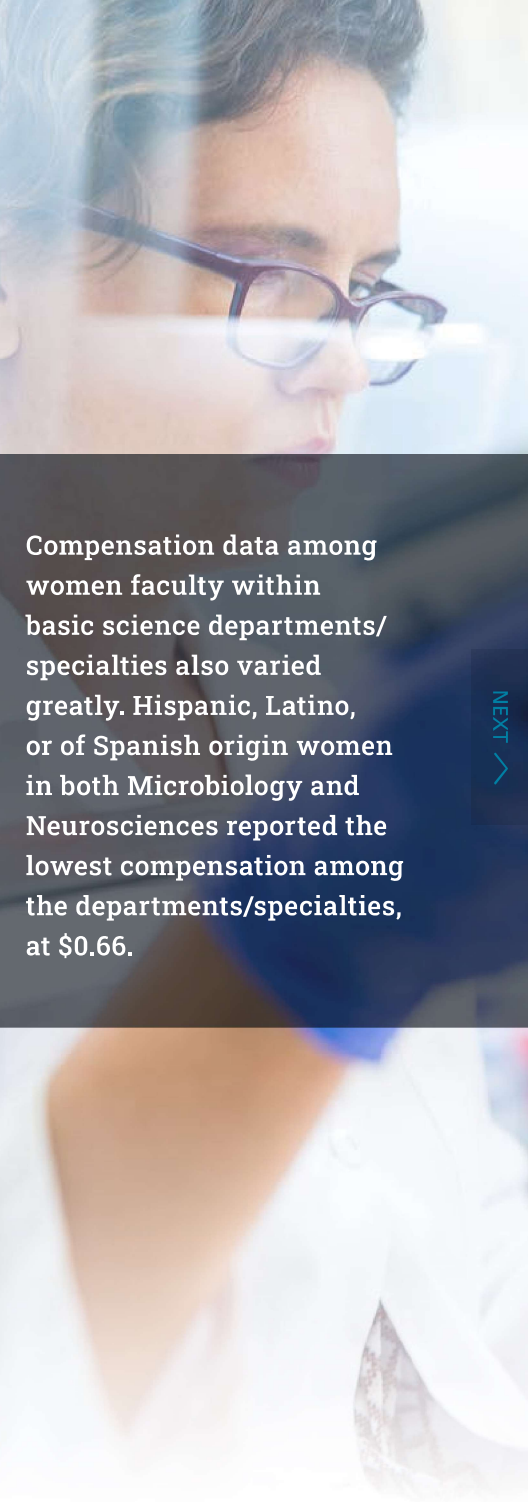 Compensation data among
women faculty within
basic science departments/
specialties also varied
greatly. Hispanic, Latino,
or of Spanish origin women
in both Microbiology and
Neurosciences reported the
lowest compensation among
the departments/specialties,
at $0.66.
NEXT